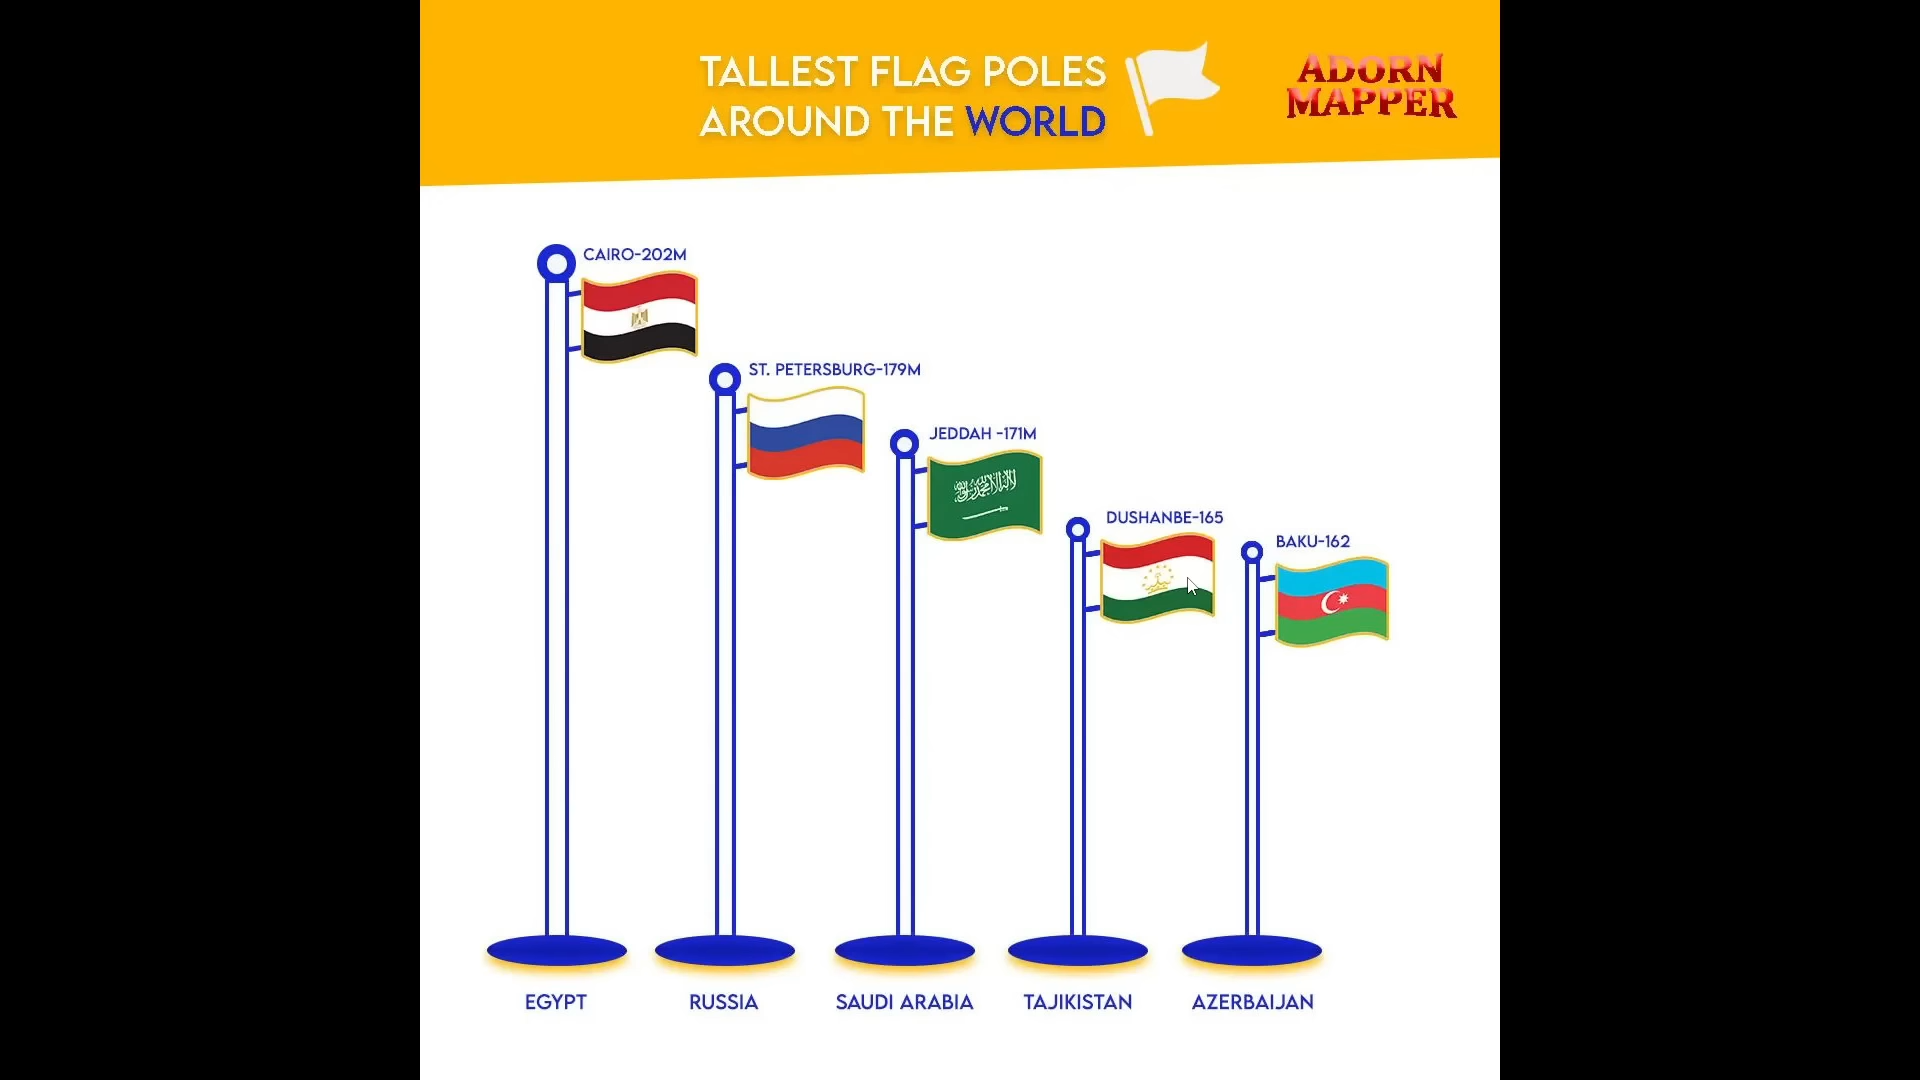 TALLEST FLAG POLES
AROUND THE WORLD
ADORN
MAPPER
CAIRO-202M
ST. PETERSBURG-179M
JEDDAH -171M
DUSHANBE-165
BAKU-162
EGYPT
RUSSIA
SAUDI ARABIA
TAJIKISTAN
AZERBAIJAN